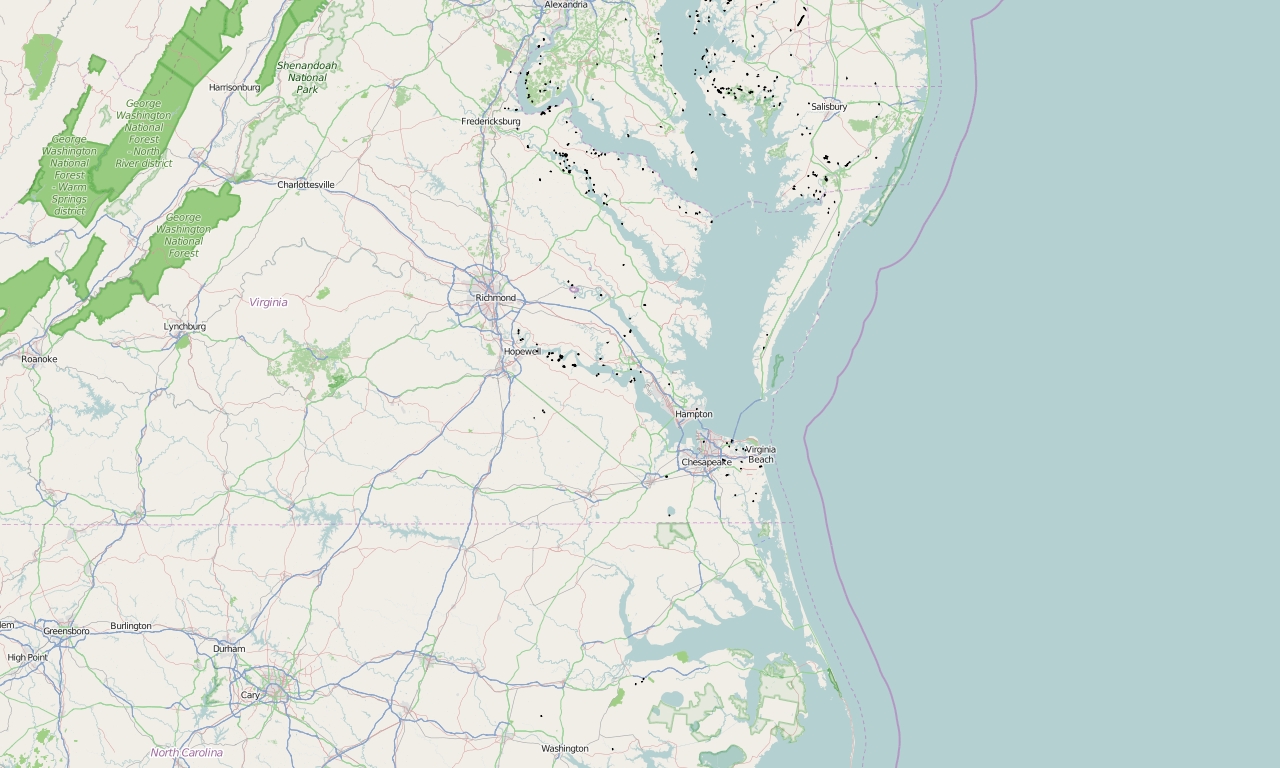 Alexandria
Shenandoah
National
Park
Harrisonburg
George
Washington
National
Forest
- North
River district
Salisbury
Fredericksburg
George
Washington
National
Forest
- Warm
Springs
district
Charlottesville
George
Washington
National
Forest
Richmond
Virginia
Lynchburg
Hopewell
Roanoke
Hampton
Virginia
Beach
Chesapeake
lem
Greensboro
Burlington
Durham
High Point
Cary
Washington
North Carolina